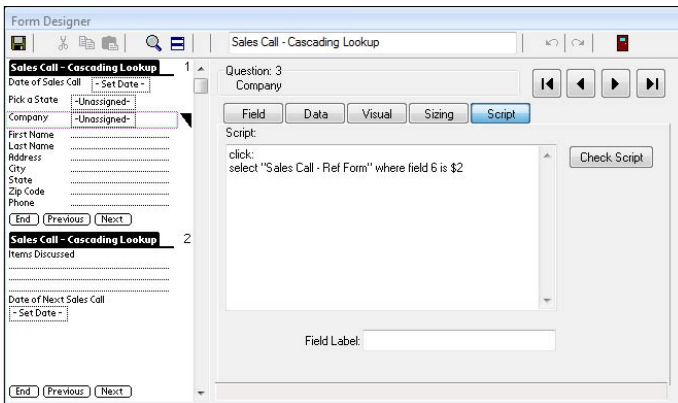 Form Designer
Sales Call - Cascading Lookup
Sales Call - Cascading Lookup 1
Date of Sales Call - Set Date -
Pick a State -Unassigned-
Company -Unassigned-
First Name
Last Name
Address
City
State
Zip Code
Phone
End Previous Next
Sales Call - Cascading Lookup 2
Items Discussed
Date of Next Sales Call
- Set Date -
End Previous Next
Question: 3
Company
Field Data Visual Sizing Script
Script:
click:
select "Sales Call - Ref Form" where field 6 is $2
Check Script
Field Label: